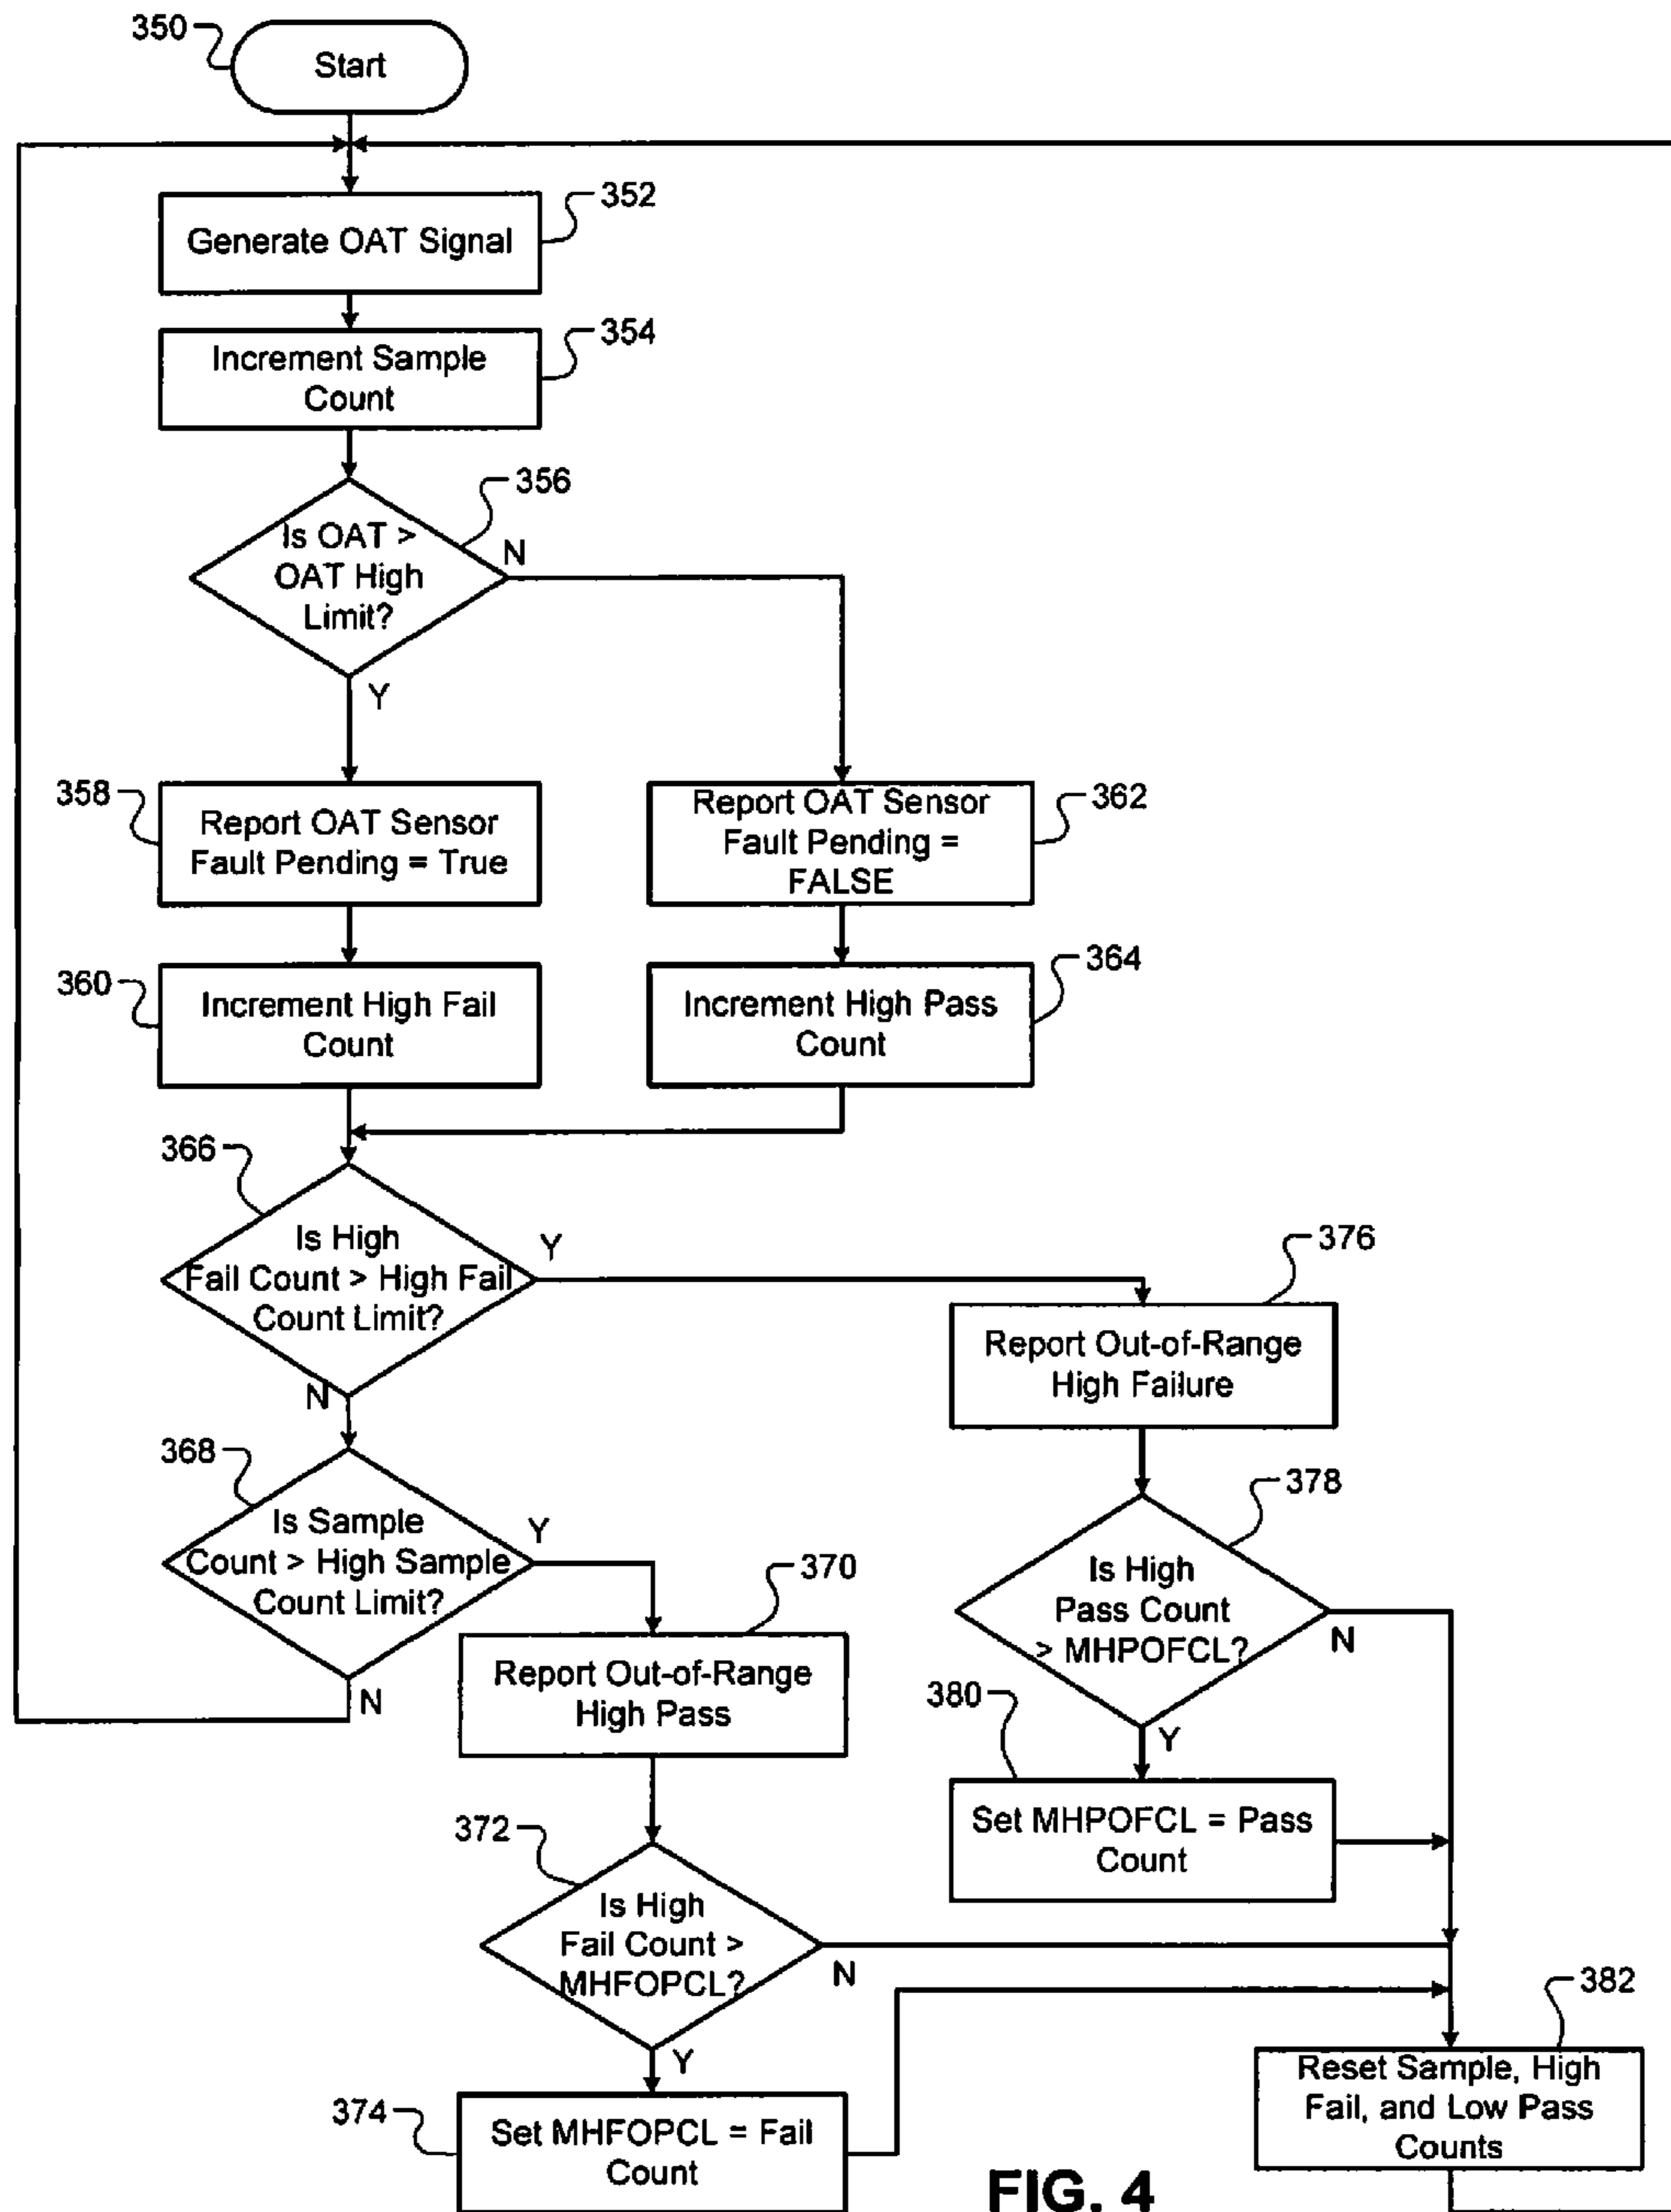 350
Start
352
Generate OAT Signal
354
Increment Sample
Count
356
Is OAT >
OAT High
Limit?
N
Y
358
Report OAT Sensor
Fault Pending = True
Report OAT Sensor
Fault Pending =
FALSE
362
360
Increment High Fail
Count
Increment High Pass
Count
364
366
Is High
Fail Count > High Fail
Count Limit?
Y
N
376
Report Out-of-Range
High Failure
368
Is Sample
Count > High Sample
Count Limit?
Y
N
370
Report Out-of-Range
High Pass
378
Is High
Pass Count
> MHPOFCL?
N
Y
380
Set MHPOFCL = Pass
Count
372
Is High
Fail Count >
MHFOPCL?
N
Y
374
Set MHFOPCL = Fail
Count
382
Reset Sample, High
Fail, and Low Pass
Counts
FIG. 4